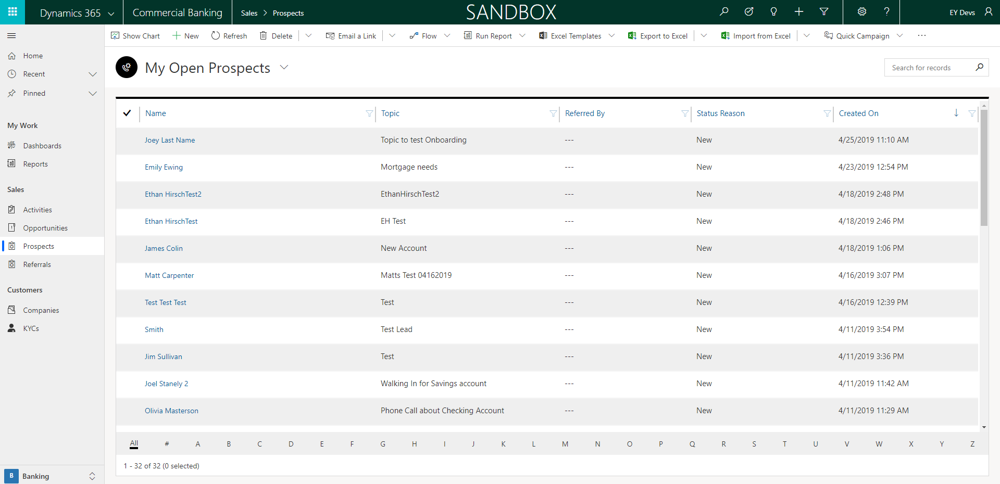 Dynamics 365
Commercial Banking
Sales > Prospects
SANDBOX
EY Devs
Show Chart
New
Refresh
Delete
Email a Link
Flow
Run Report
Excel Templates
Export to Excel
Import from Excel
Quick Campaign
Home
Recent
Pinned
My Work
Dashboards
Reports
Sales
Activities
Opportunities
Prospects
Referrals
Customers
Companies
KYCs
B Banking
My Open Prospects
Search for records
Name Topic Referred By Status Reason Created On
Joey Last Name Topic to test Onboarding --- New 4/25/2019 11:10 AM
Emily Ewing Mortgage needs --- New 4/23/2019 12:54 PM
Ethan HirschTest2 EthanHirschTest2 --- New 4/18/2019 2:48 PM
Ethan HirschTest EH Test --- New 4/18/2019 2:46 PM
James Colin New Account --- New 4/18/2019 1:06 PM
Matt Carpenter Matts Test 04162019 --- New 4/16/2019 3:07 PM
Test Test Test Test --- New 4/16/2019 12:39 PM
Smith Test Lead --- New 4/11/2019 3:54 PM
Jim Sullivan Test --- New 4/11/2019 3:36 PM
Joel Stanely 2 Walking In for Savings account --- New 4/11/2019 11:42 AM
Olivia Masterson Phone Call about Checking Account --- New 4/11/2019 11:29 AM
All # A B C D E F G H I J K L M N O P Q R S T U V W X Y Z
1 - 32 of 32 (0 selected)